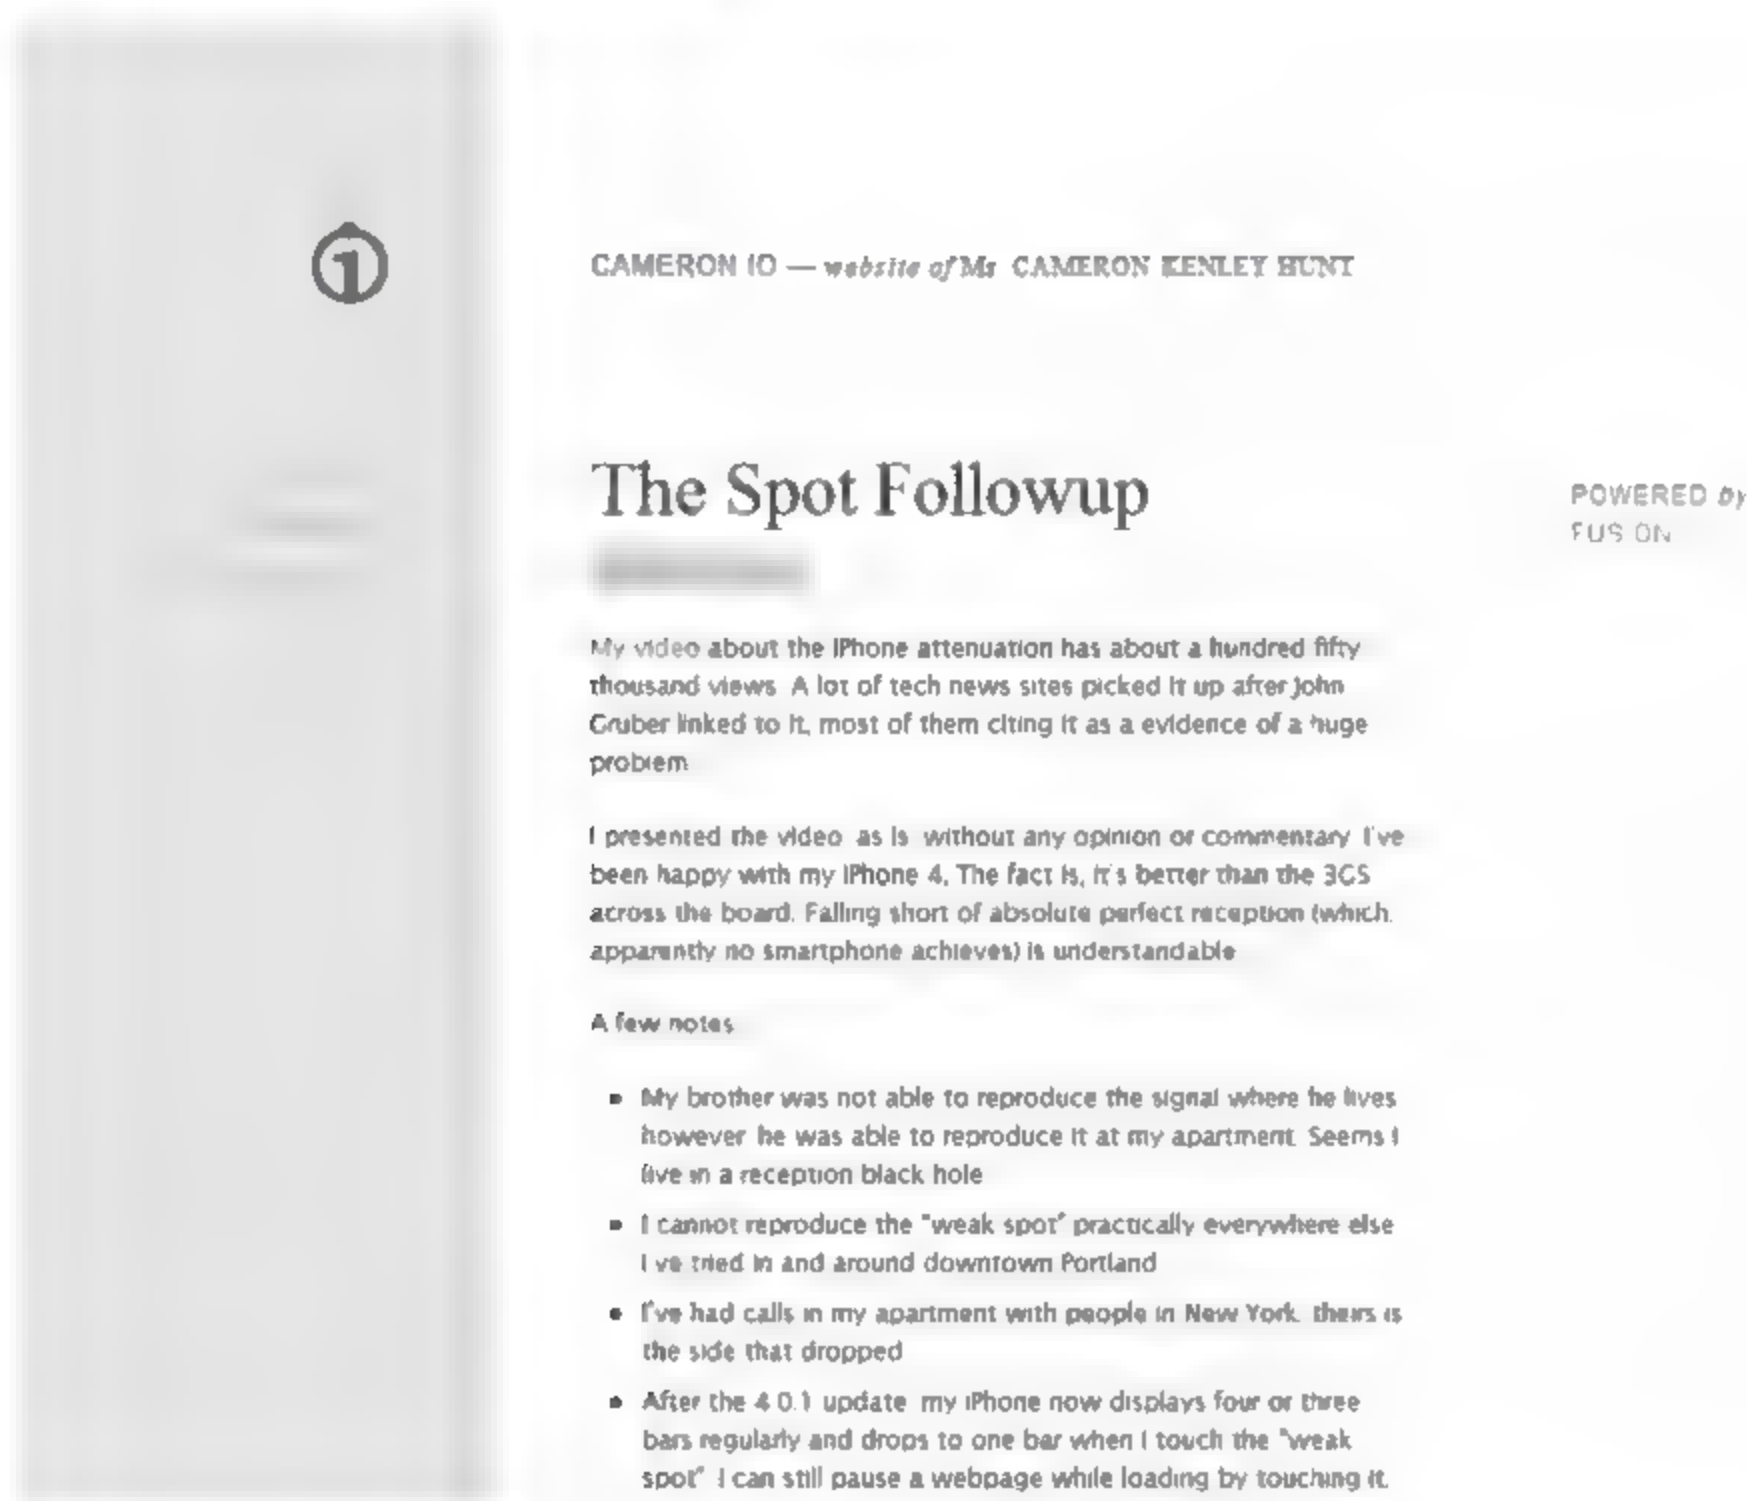 1
CAMERON IO — website of Ms CAMERON KENLEY HUNT
The Spot Followup
POWERED by
FUSION
My video about the iPhone attenuation has about a hundred fifty
thousand views. A lot of tech news sites picked it up after John
Gruber linked to it, most of them citing it as a evidence of a huge
problem
I presented the video as is without any opinion or commentary I've
been happy with my iPhone 4. The fact is, it's better than the 3GS
across the board. Falling short of absolute perfect reception (which,
apparently no smartphone achieves) is understandable
A few notes
My brother was not able to reproduce the signal where he lives
however he was able to reproduce it at my apartment. Seems I
live in a reception black hole
I cannot reproduce the "weak spot" practically everywhere else
I've tried in and around downtown Portland
I've had calls in my apartment with people in New York. theirs is
the side that dropped
After the 4.0.1 update my iPhone now displays four or three
bars regularly and drops to one bar when I touch the "weak
spot" I can still pause a webpage while loading by touching it.